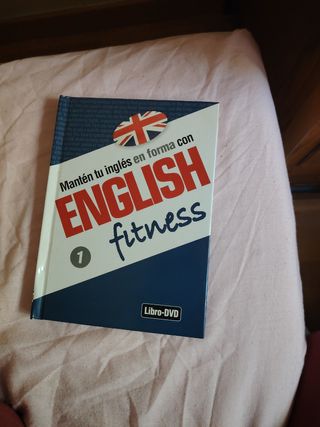 Mantén tu inglés en forma con
ENGLISH
fitness
1
Libro-DVD